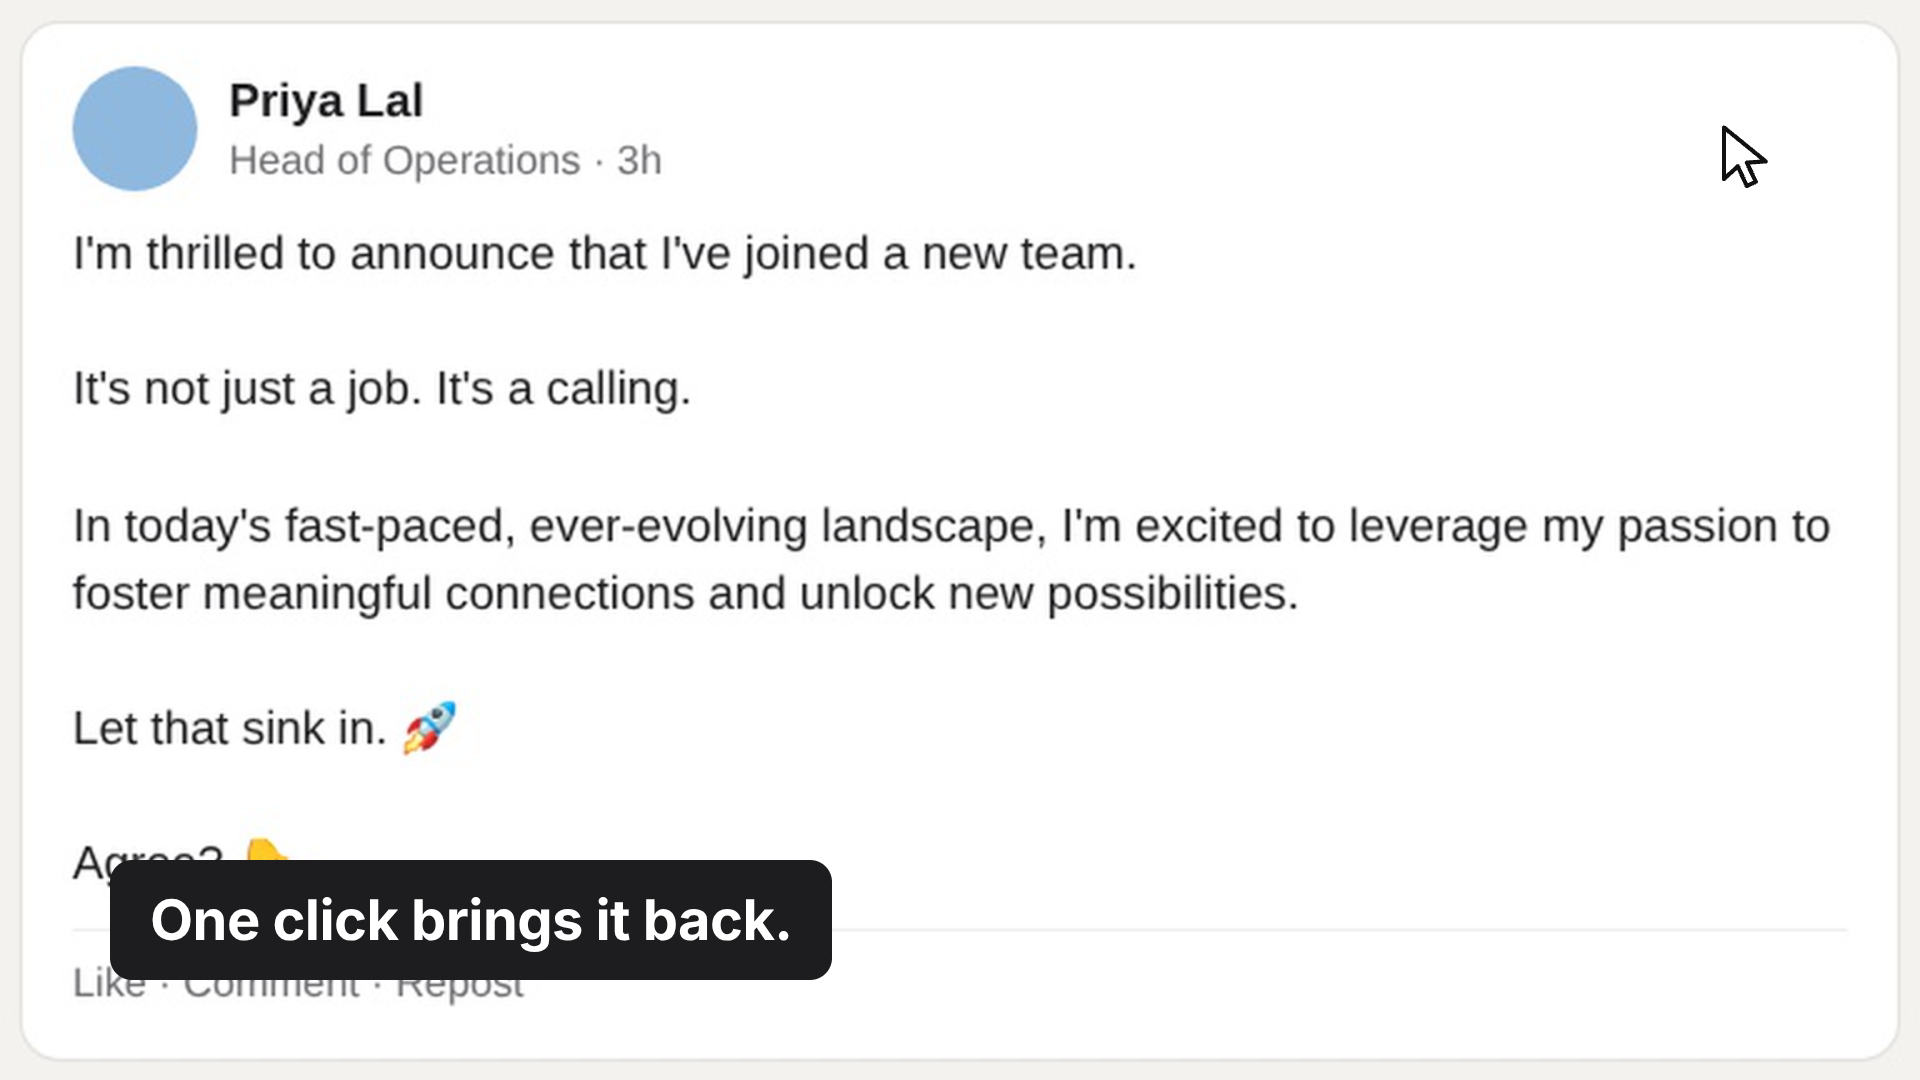 Priya Lal
Head of Operations · 3h
I'm thrilled to announce that I've joined a new team.
It's not just a job. It's a calling.
In today's fast-paced, ever-evolving landscape, I'm excited to leverage my passion to
foster meaningful connections and unlock new possibilities.
Let that sink in. 🚀
Agree?
One click brings it back.
Like · Comment · Repost